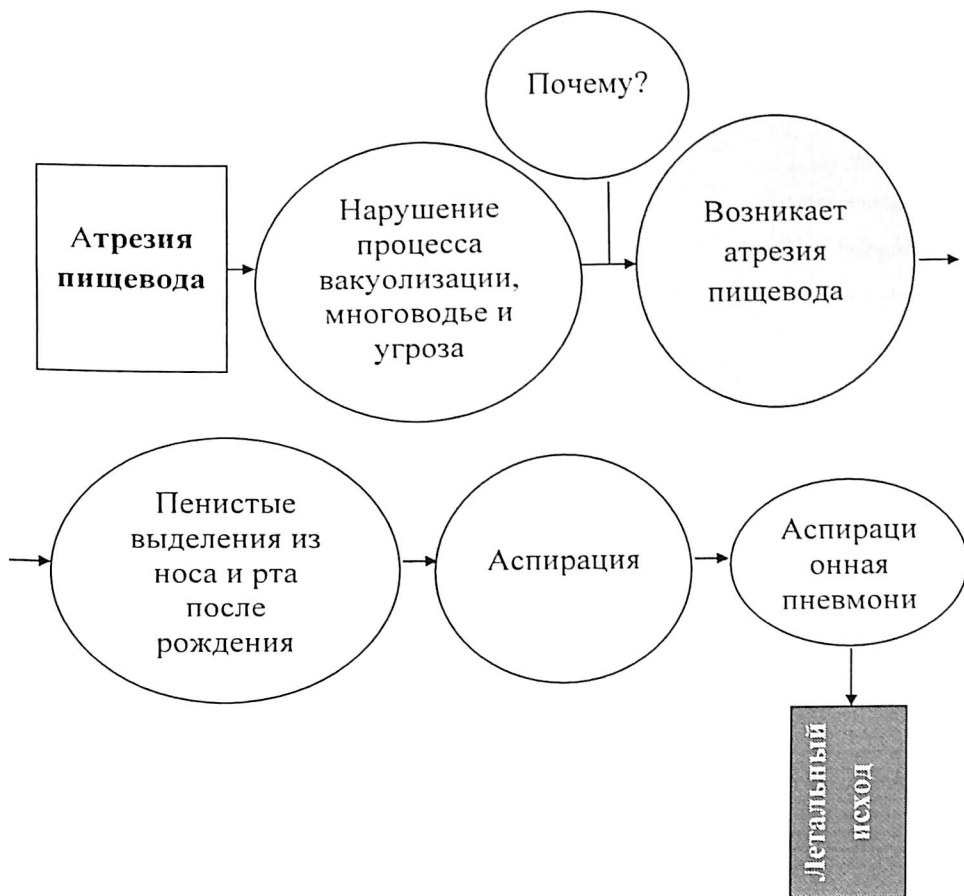 Почему?
Атрезия
пищевода
Нарушение
процесса
вакуолизации,
многоводье и
угроза
Возникает
атрезия
пищевода
Пенистые
выделения из
носа и рта
после
рождения
Аспирация
Аспираци
онная
пневмони
Летальный
исход